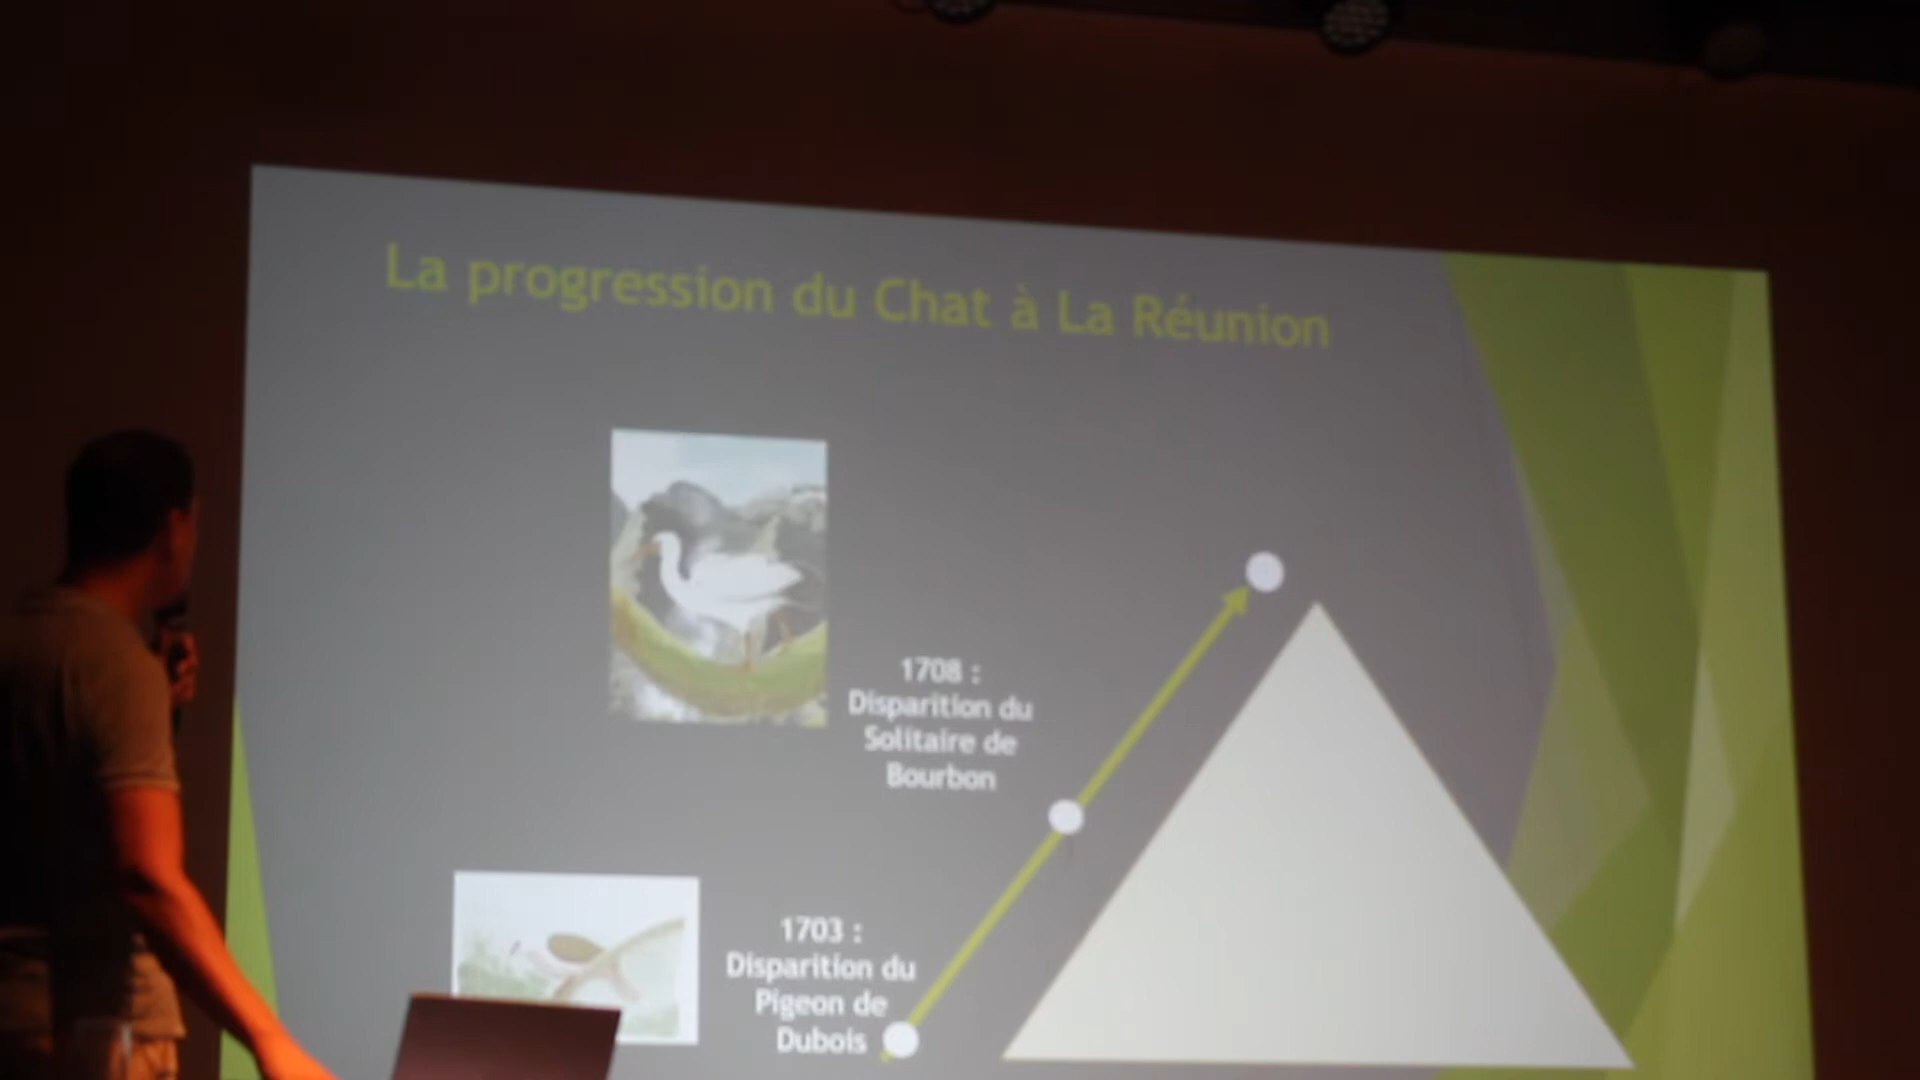 La progression du Chat à La Réunion
1708 :
Disparition du
Solitaire de
Bourbon
1703 :
Disparition du
Pigeon de
Dubois